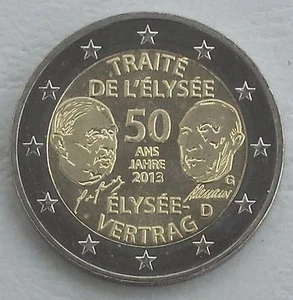 TRAITÉ
DE L'ÉLYSÉE
50
ANS
JAHRE
2013
G
ÉLYSÉE-
VERTRAG D